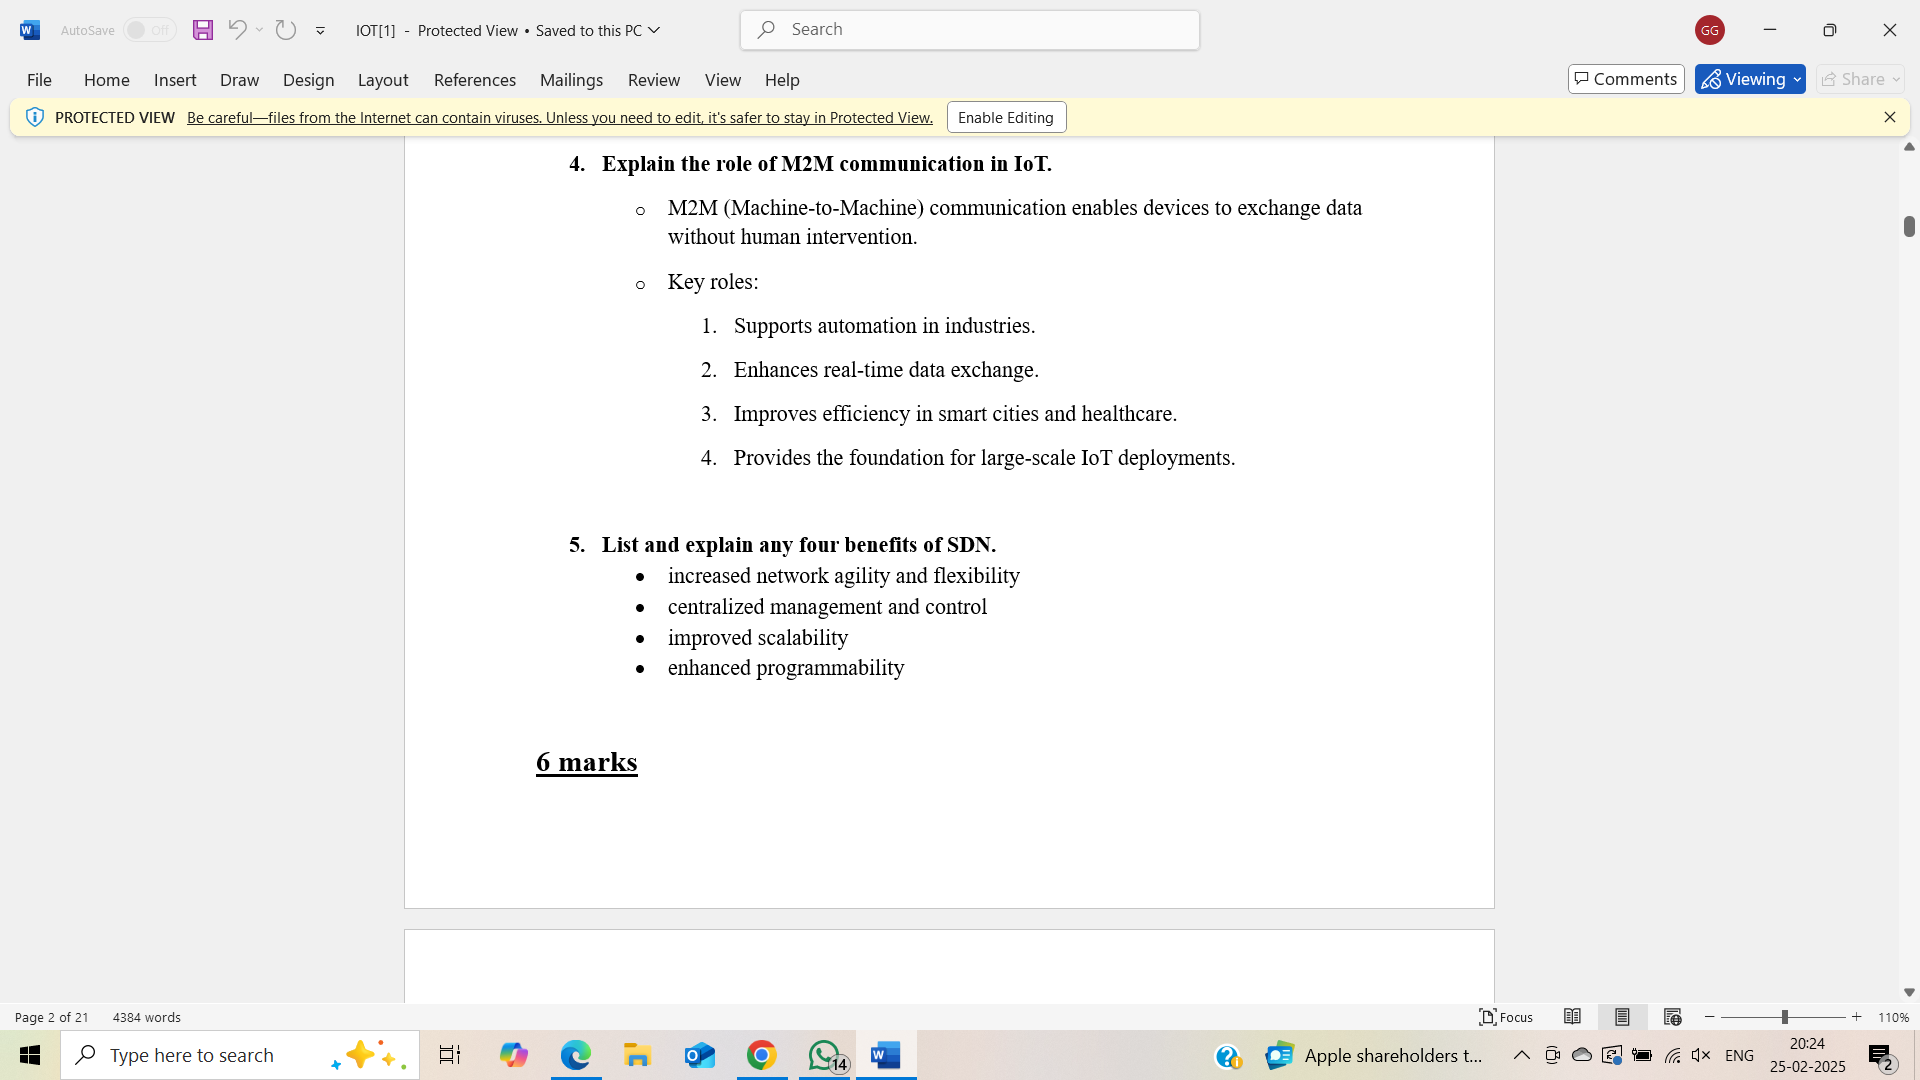 AutoSave Off IOT[1] - Protected View • Saved to this PC Search GG
File Home Insert Draw Design Layout References Mailings Review View Help Comments Viewing Share
PROTECTED VIEW Be careful—files from the Internet can contain viruses. Unless you need to edit, it's safer to stay in Protected View. Enable Editing
4. Explain the role of M2M communication in IoT.
o M2M (Machine-to-Machine) communication enables devices to exchange data
without human intervention.
o Key roles:
1. Supports automation in industries.
2. Enhances real-time data exchange.
3. Improves efficiency in smart cities and healthcare.
4. Provides the foundation for large-scale IoT deployments.
5. List and explain any four benefits of SDN.
• increased network agility and flexibility
• centralized management and control
• improved scalability
• enhanced programmability
6 marks
Page 2 of 21 4384 words Focus 110%
Type here to search 14 Apple shareholders t... ENG 20:24
25-02-2025 2